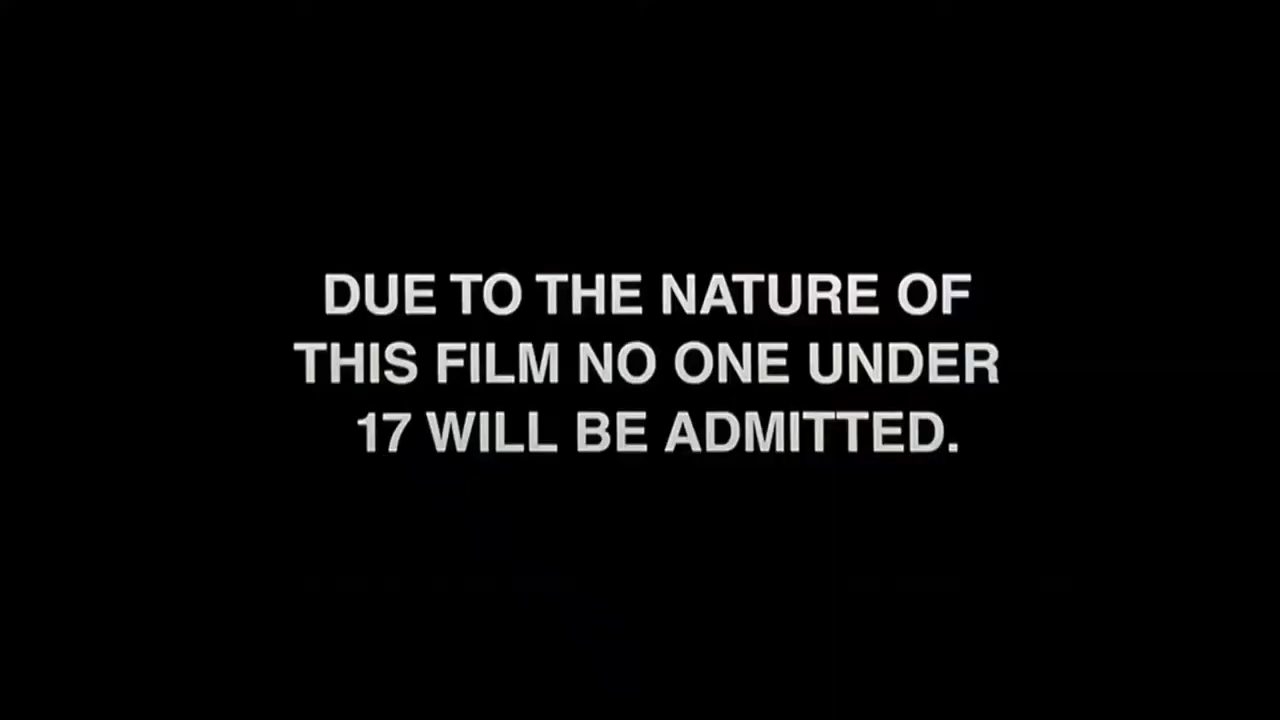 DUE TO THE NATURE OF
THIS FILM NO ONE UNDER
17 WILL BE ADMITTED.